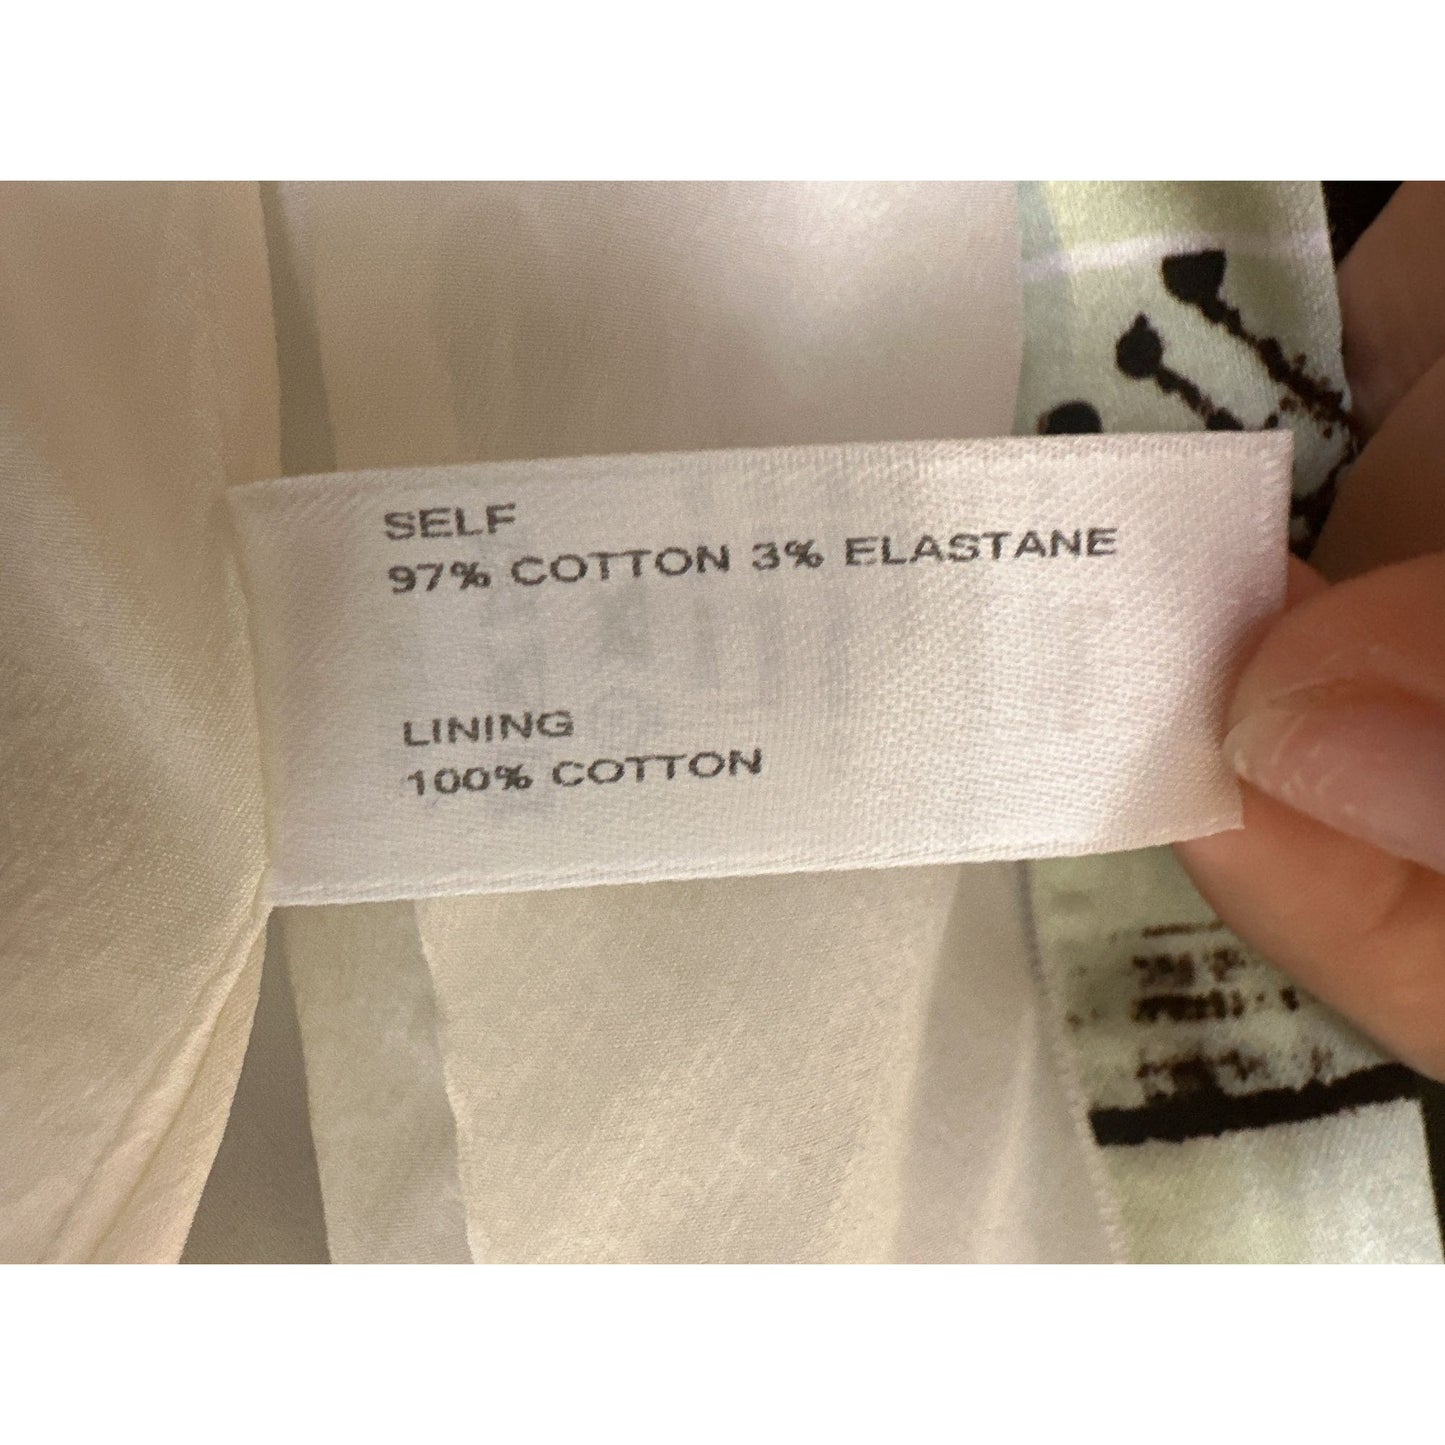 SELF
97% COTTON 3% ELASTANE
LINING
100% COTTON